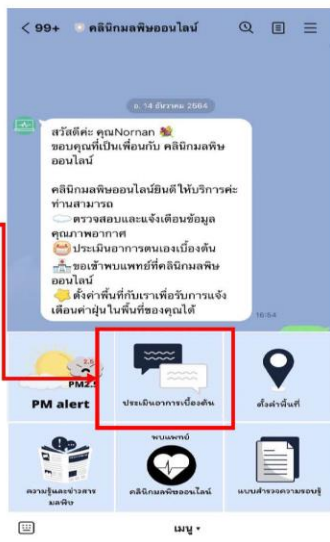 < 99+ คลินิกมลพิษออนไลน์
อ. 14 ธันวาคม 2564
สวัสดีค่ะ คุณNornan
ขอบคุณที่เป็นเพื่อนกับ คลินิกมลพิษ
ออนไลน์
คลินิกมลพิษออนไลน์ยินดีให้บริการค่ะ
ท่านสามารถ
ตรวจสอบและแจ้งเตือนข้อมูล
คุณภาพอากาศ
ประเมินอาการตนเองเบื้องต้น
ขอเข้าพบแพทย์ที่คลินิกมลพิษ
ออนไลน์
ตั้งค่าพื้นที่กับเราเพื่อรับการแจ้ง
เตือนค่าฝุ่นในพื้นที่ของคุณได้
16:54
2.5
PM2.5
PM alert
ประเมินอาการเบื้องต้น
ตั้งค่าพื้นที่
ความรู้และข่าวสาร
มลพิษ
พบแพทย์
คลินิกมลพิษออนไลน์
แบบสำรวจความรอบรู้
เมนู